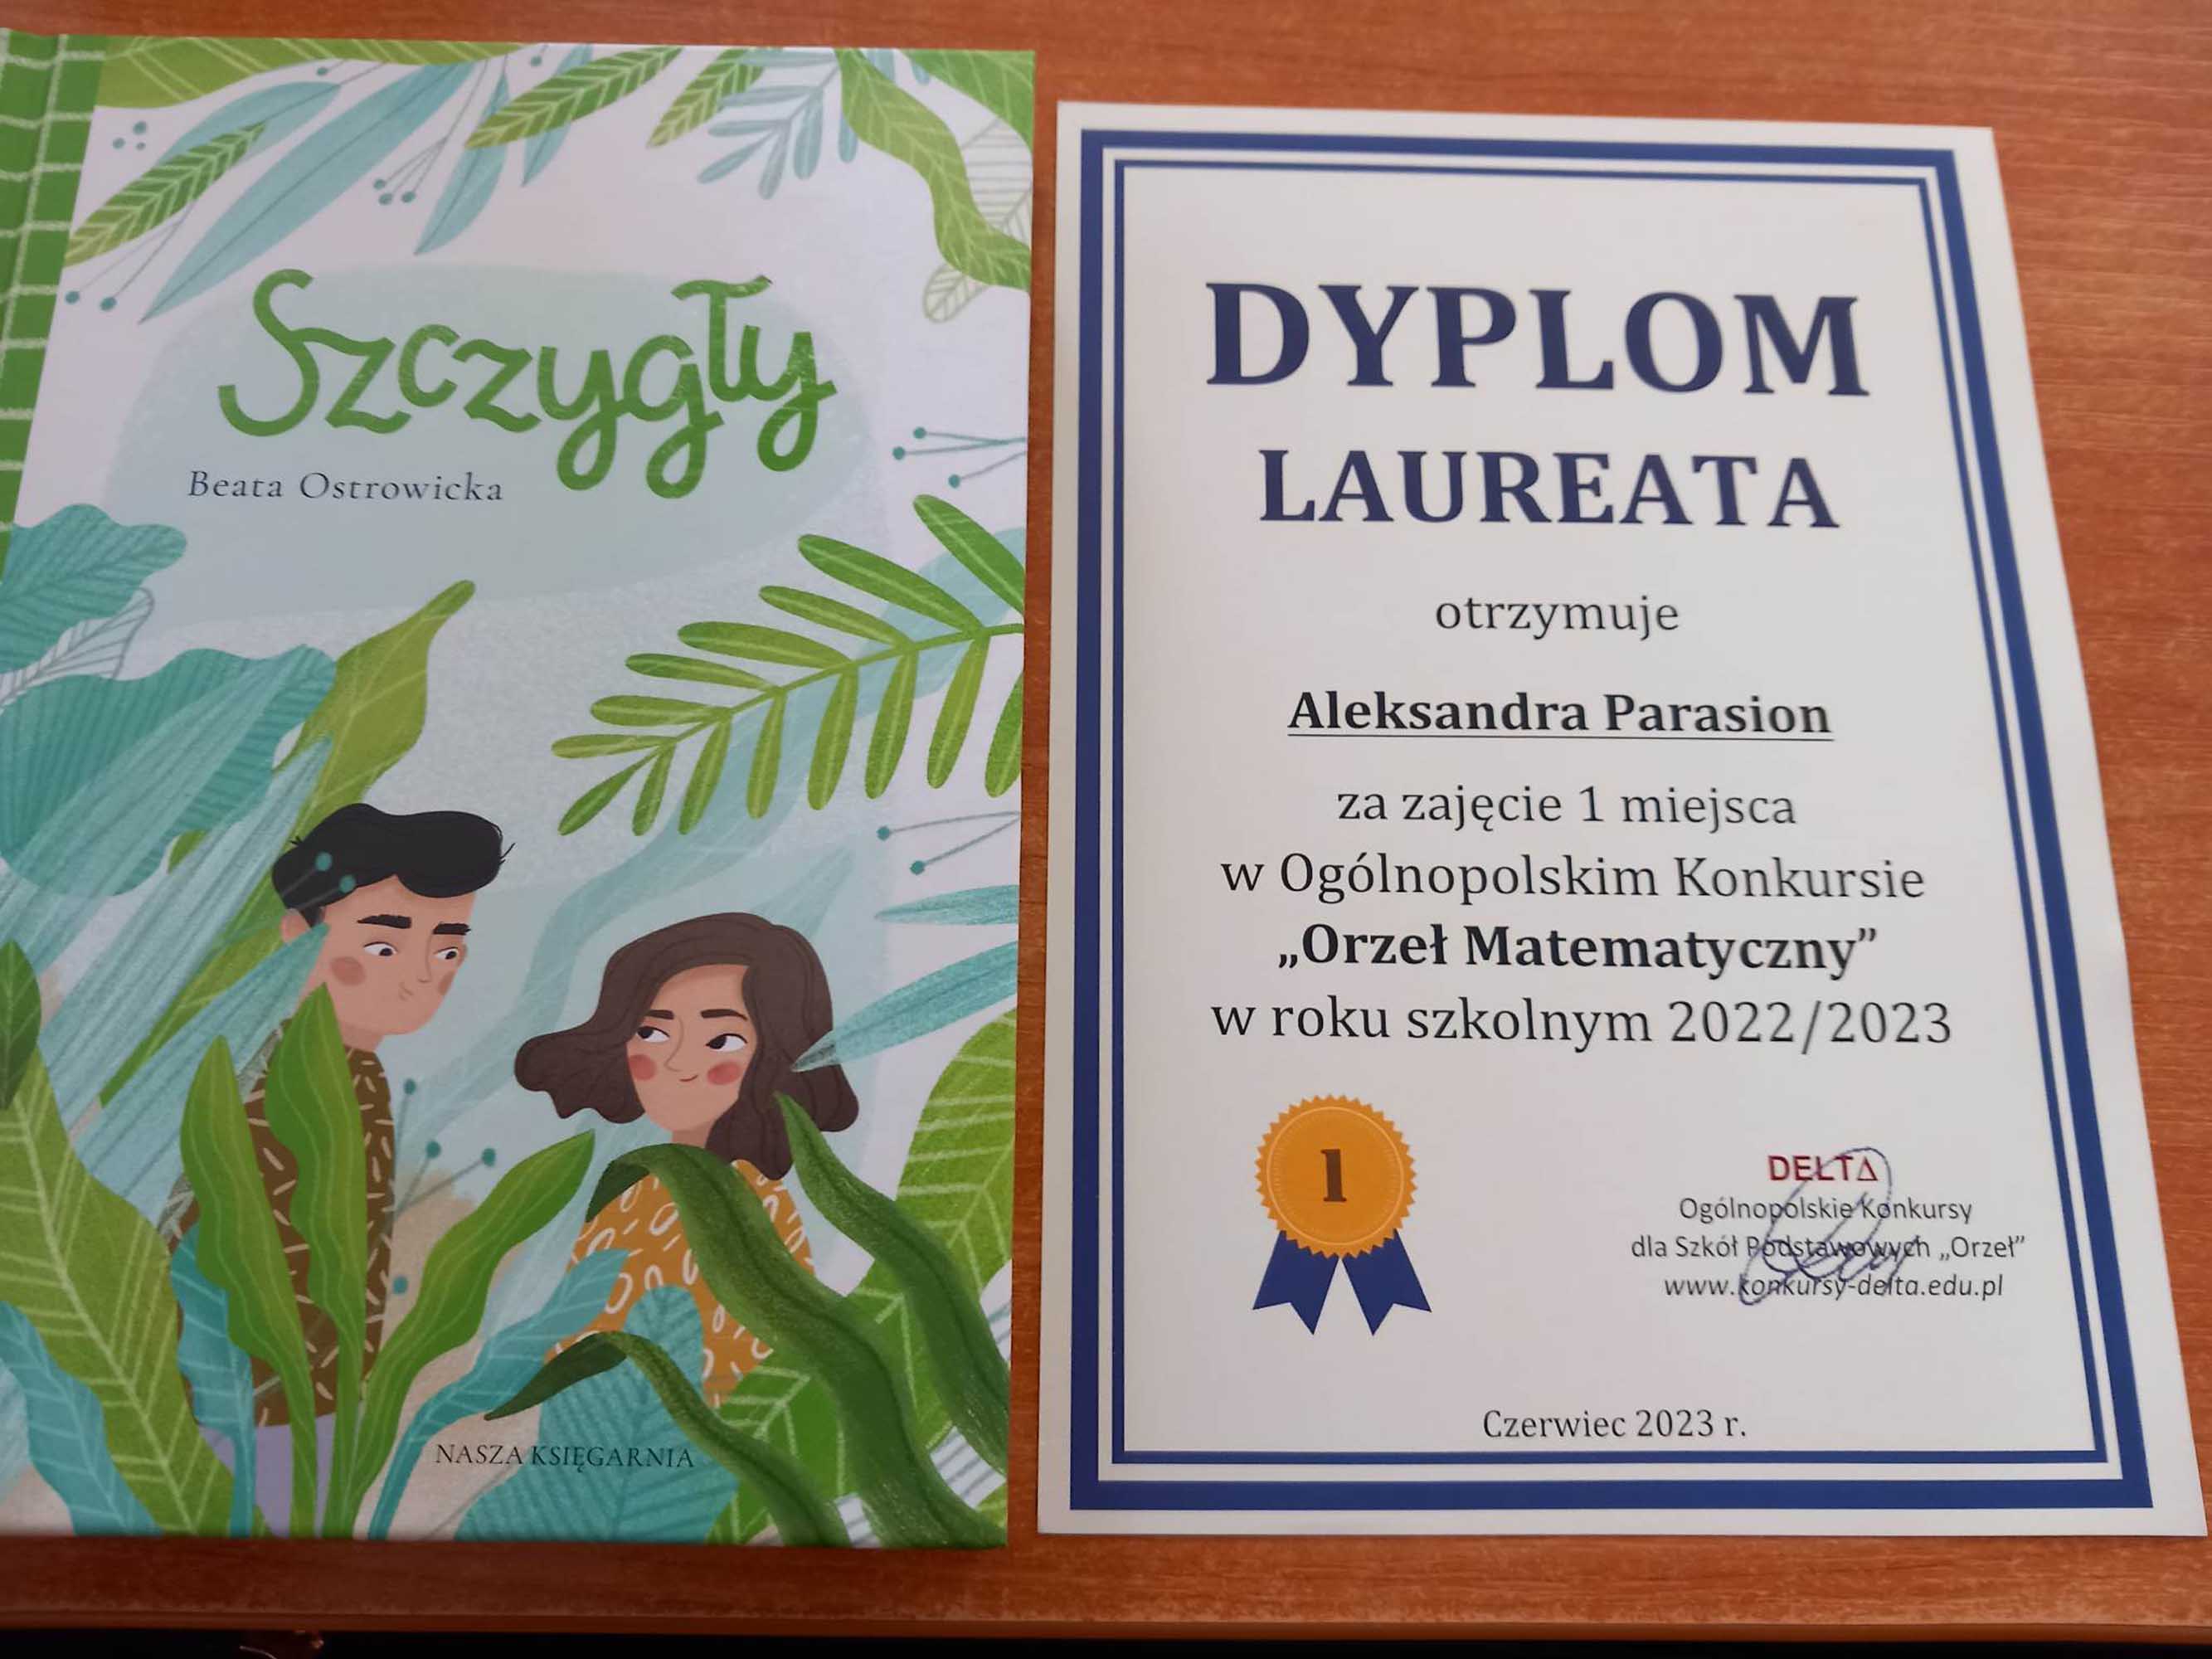 Szczygły
Beata Ostrowicka
NASZA KSIĘGARNIA
DYPLOM
LAUREATA
otrzymuje
Aleksandra Parasion
za zajęcie 1 miejsca
w Ogólnopolskim Konkursie
„Orzeł Matematyczny”
w roku szkolnym 2022/2023
1
DELTA
Ogólnopolskie Konkursy
dla Szkół Podstawowych „Orzeł”
www.konkursy-delta.edu.pl
Czerwiec 2023 r.